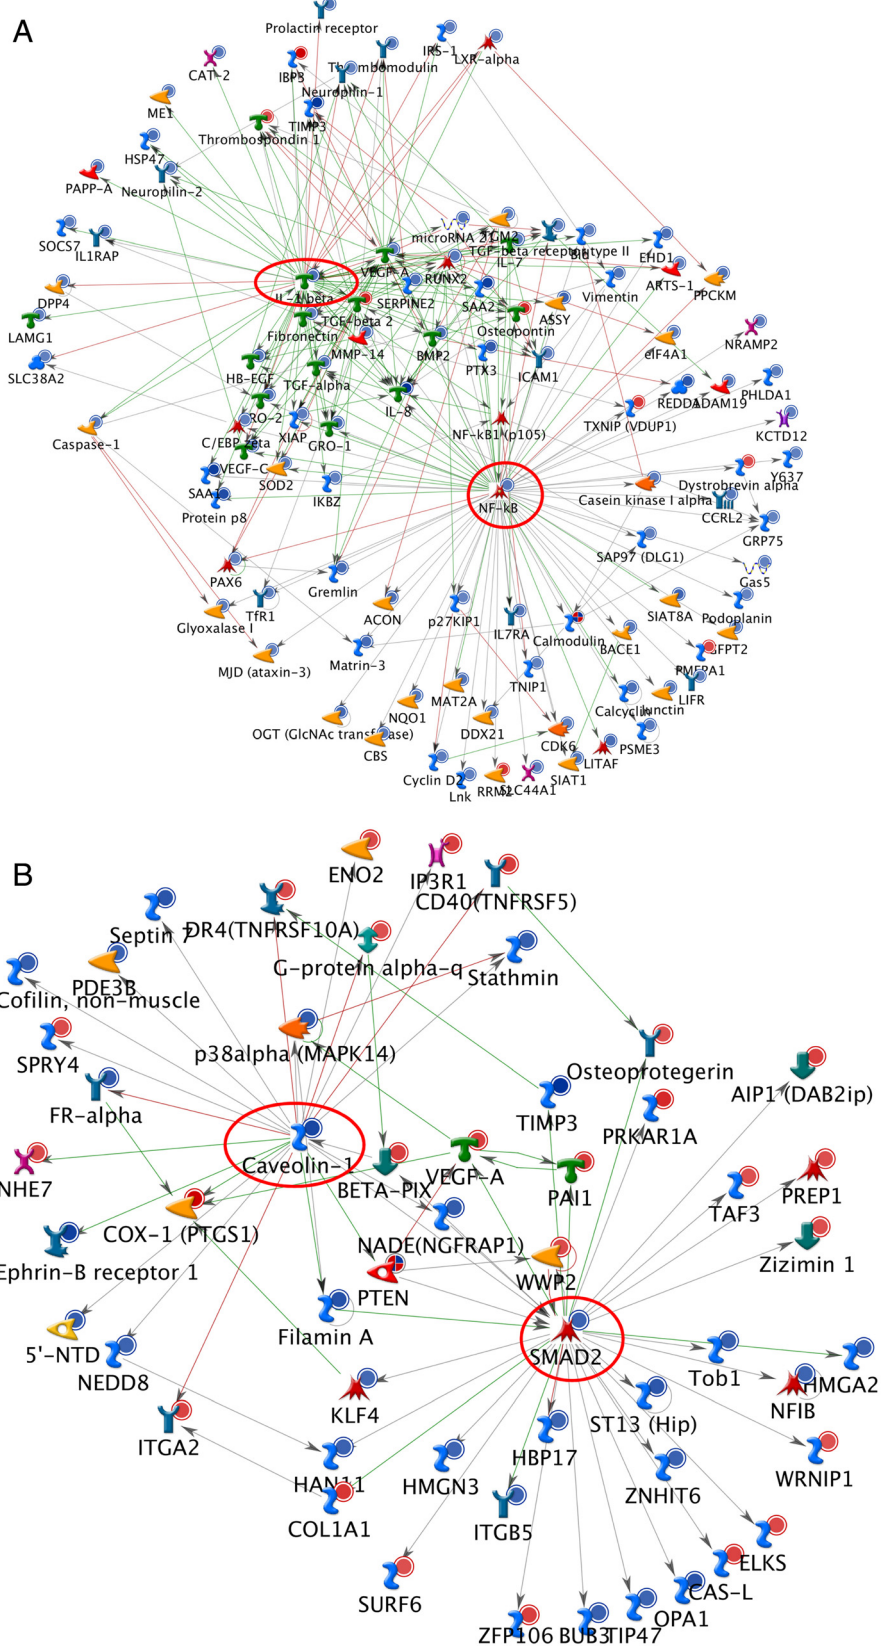 A
Prolactin receptor
IRS-1
LXR-alpha
CAT-2
IBP3
Thrombomodulin
Neuropilin-1
ME1
TIMP3
Thrombospondin 1
HSP47
PAPP-A
Neuropilin-2
SOCS7
IL1RAP
microRNA 21
TGM2
TGF-beta receptor type II
IL-7
EHD1
VEGF-A
RUNX2
ARTS-1
PPCKM
DPP4
IL-1 beta
SERPINE2
SAA2
Vimentin
LAMG1
TGF-beta 2
Osteopontin
ASSY
Fibronectin
MMP-14
BMP2
NRAMP2
SLC38A2
HB-EGF
TGF-alpha
PTX3
ICAM1
eIF4A1
IL-8
REDD1
ADAM19
PHLDA1
GRO-2
TXNIP (VDUP1)
Caspase-1
C/EBP zeta
XIAP
GRO-1
NF-kB1 (p105)
KCTD12
VEGF-C
SOD2
Dystrobrevin alpha
Y637
SAA1
IKBZ
Casein kinase I alpha
Protein p8
NF-kB
CCRL2
GRP75
SAP97 (DLG1)
PAX6
Gremlin
Gas5
TfR1
ACON
p27KIP1
IL7RA
SIAT8A
Podoplanin
Glyoxalase I
Calmodulin
BACE1
GFPT2
MJD (ataxin-3)
Matrin-3
TNIP1
PMEPA1
LIFR
MAT2A
NQO1
Calcyclin
Junctin
OGT (GlcNAc transferase)
DDX21
CDK6
PSME3
CBS
LITAF
Cyclin D2
Lnk
RRM2
SLC44A1
SIAT1
B
ENO2
IP3R1
CD40(TNFRSF5)
Septin 7
DR4(TNFRSF10A)
G-protein alpha-q
Stathmin
PDE3B
Cofilin, non-muscle
SPRY4
p38alpha (MAPK14)
Osteoprotegerin
AIP1 (DAB2ip)
FR-alpha
TIMP3
PRKAR1A
Caveolin-1
NHE7
BETA-PIX
VEGF-A
PAI1
PREP1
TAF3
COX-1 (PTGS1)
NADE(NGFRAP1)
Zizimin 1
Ephrin-B receptor 1
PTEN
WWP2
Filamin A
5'-NTD
SMAD2
NEDD8
Tob1
HMGA2
KLF4
NFIB
ITGA2
ST13 (Hip)
HAN11
HMGN3
HBP17
WRNIP1
ZNHIT6
COL1A1
ITGB5
ELKS
SURF6
CAS-L
OPA1
ZFP106
BUB3
TIP47